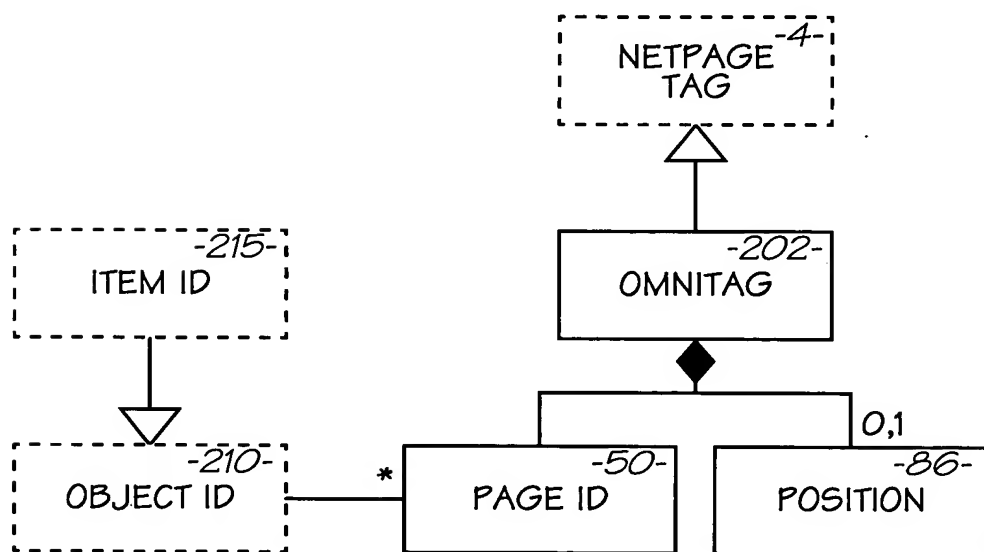 -4-
NETPAGE
TAG
-215-
ITEM ID
-202-
OMNITAG
0,1
-210-
OBJECT ID
*
-50-
PAGE ID
-86-
POSITION